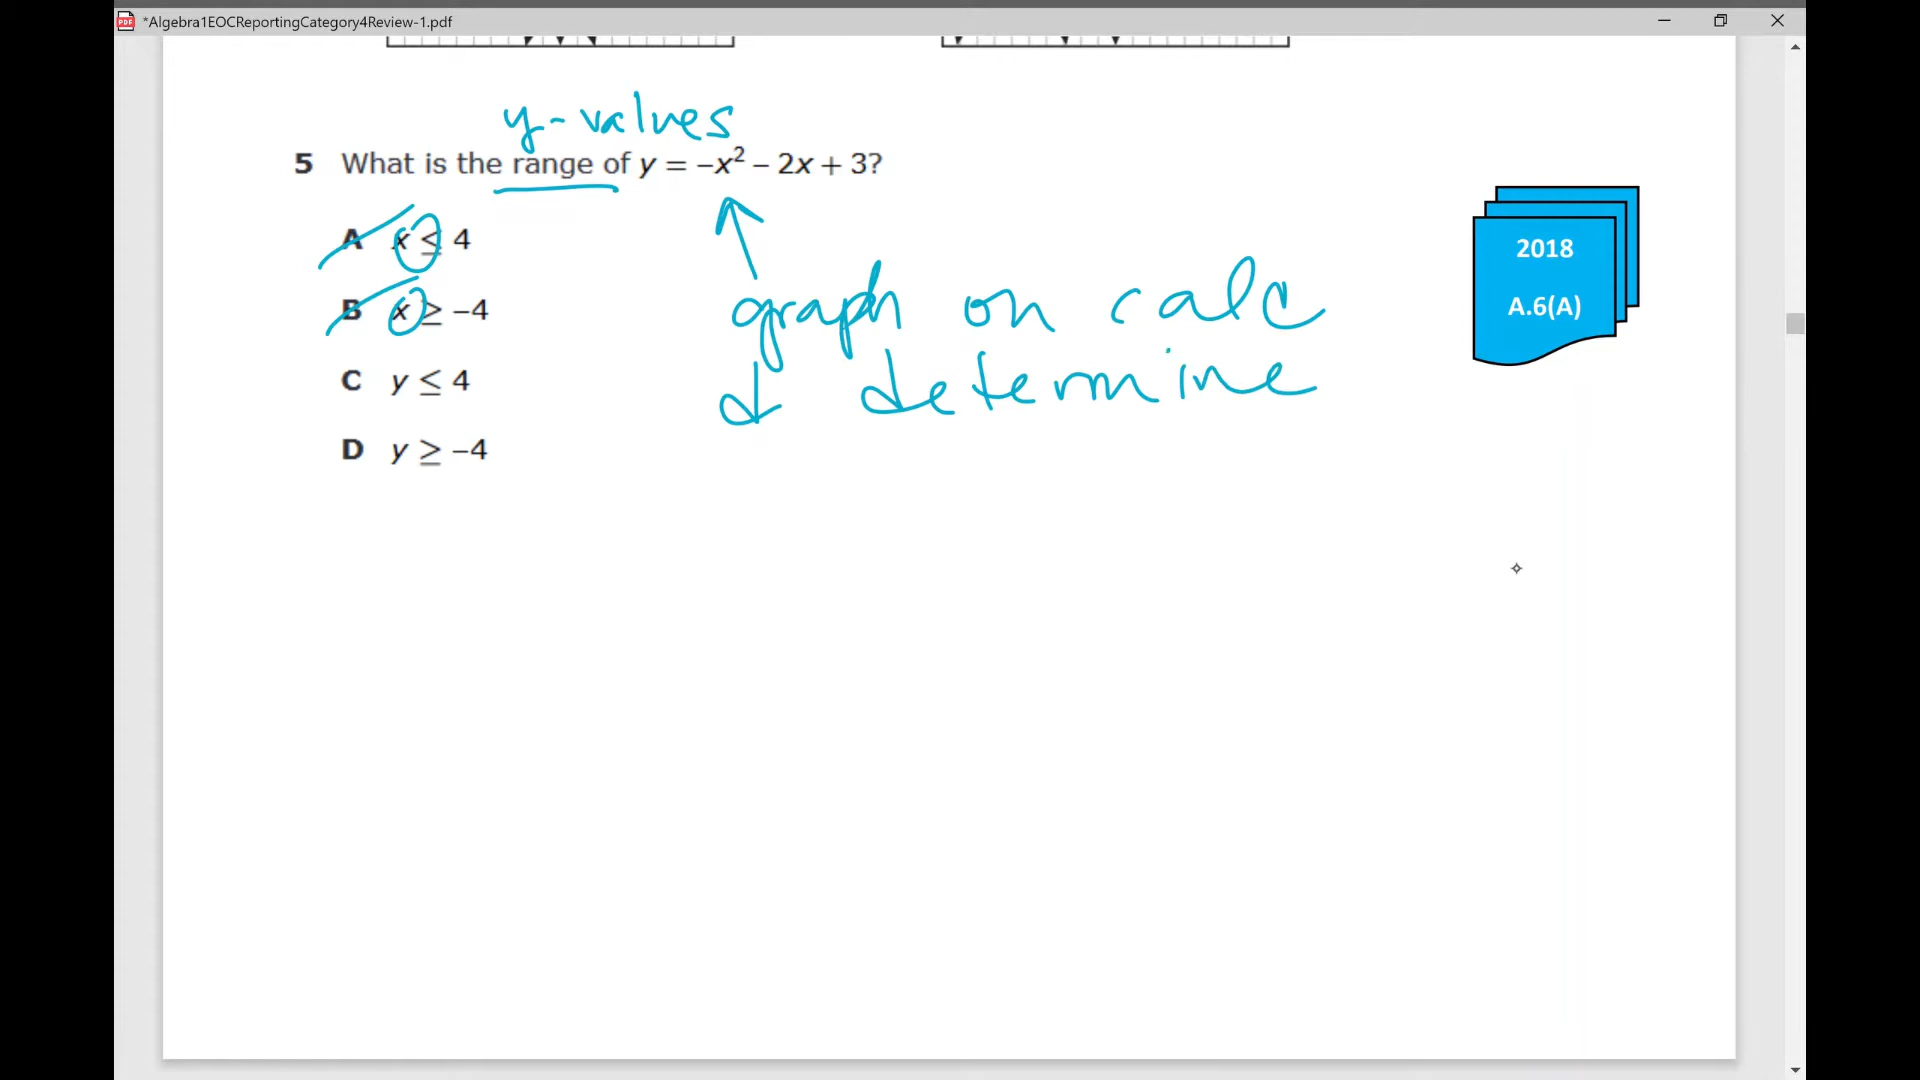 *Algebra1EOCReportingCategory4Review-1.pdf
y-values
5 What is the range of y = −x² − 2x + 3?
A x ≤ 4
B x ≥ −4
C y ≤ 4
D y ≥ −4
graph on calc
& determine
2018
A.6(A)